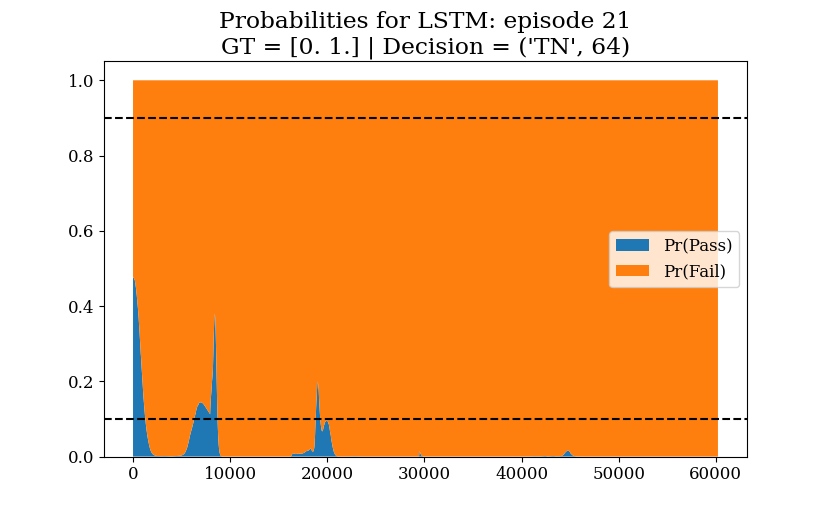 Probabilities for LSTM: episode 21
GT = [0. 1.] | Decision = ('TN', 64)
1.0
0.8
0.6
0.4
0.2
0.0
Pr(Pass)
Pr(Fail)
0 10000 20000 30000 40000 50000 60000